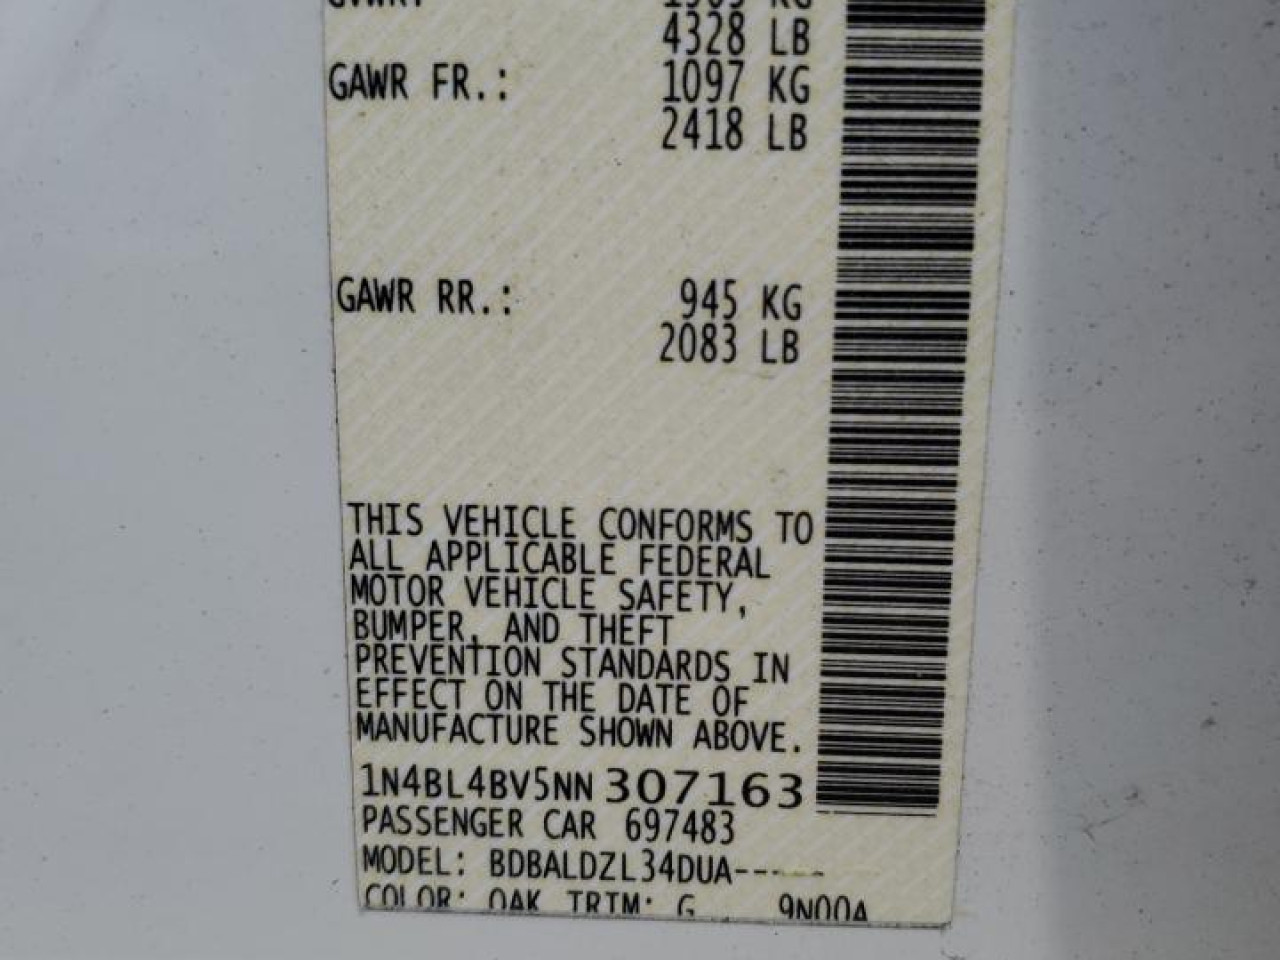 4328 LB
GAWR FR.: 1097 KG
2418 LB
GAWR RR.: 945 KG
2083 LB
THIS VEHICLE CONFORMS TO
ALL APPLICABLE FEDERAL
MOTOR VEHICLE SAFETY,
BUMPER, AND THEFT
PREVENTION STANDARDS IN
EFFECT ON THE DATE OF
MANUFACTURE SHOWN ABOVE.
1N4BL4BV5NN307163
PASSENGER CAR 697483
MODEL: BDBALDZL34DUA-----
COLOR: QAK TRIM: G 9N00A